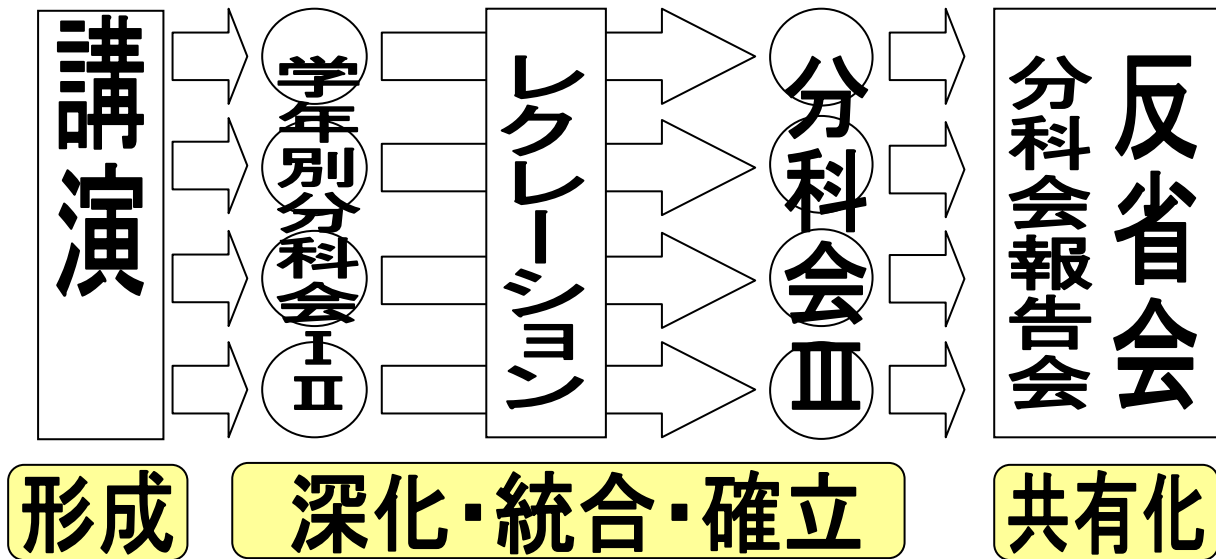 講演
学年別分科会ⅠⅡ
レクレーション
分科会Ⅲ
分科会報告会
反省会
形成
深化・統合・確立
共有化